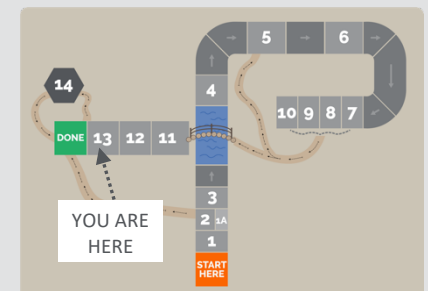 5 6
14
4
10 9 8 7
DONE 13 12 11
3
2 1A
YOU ARE
HERE
1
START
HERE